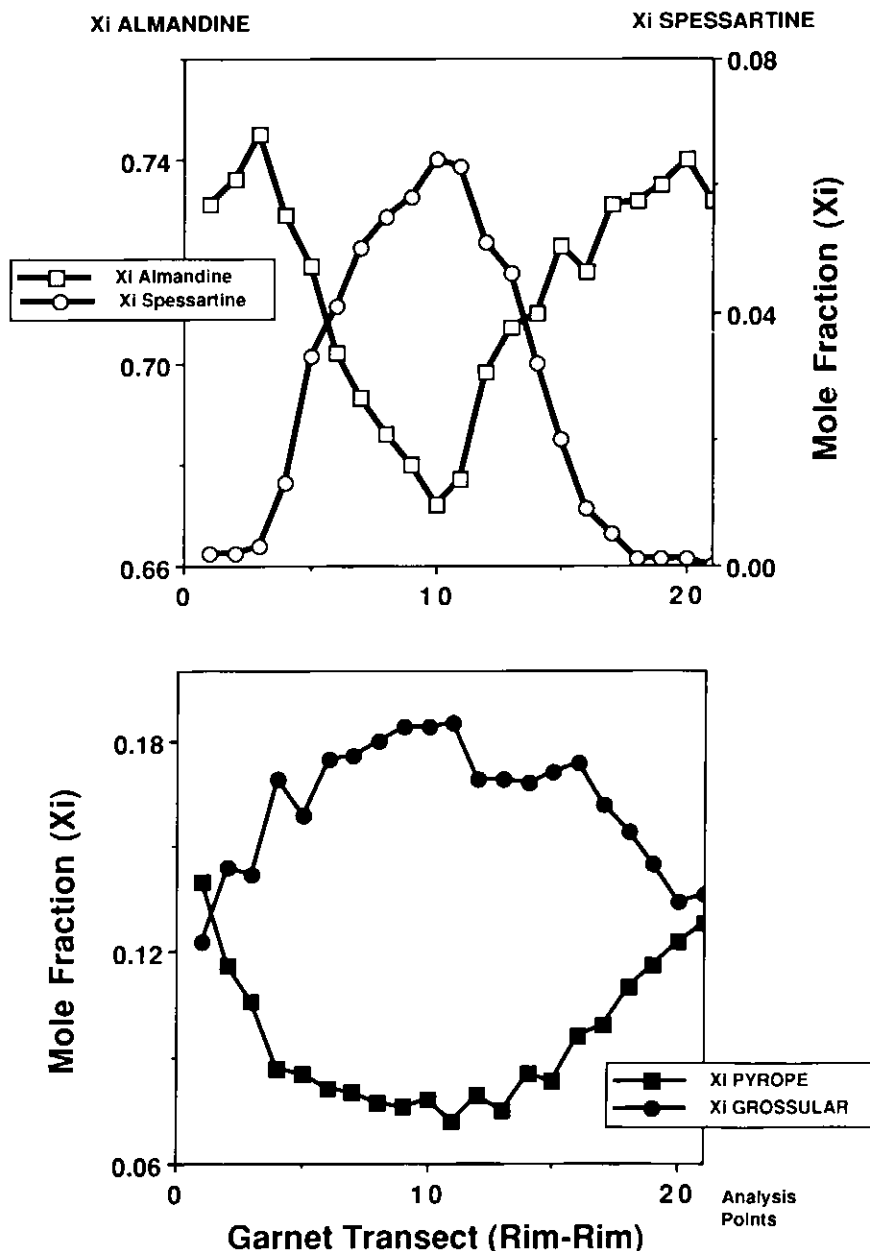 Xi ALMANDINE
Xi SPESSARTINE
0.08
0.74
Xi Almandine
Xi Spessartine
0.04
0.70
Mole Fraction (Xi)
0.66
0.00
0
10
20
0.18
Mole Fraction (Xi)
0.12
XI PYROPE
XI GROSSULAR
0.06
0
10
20
Analysis
Points
Garnet Transect (Rim-Rim)